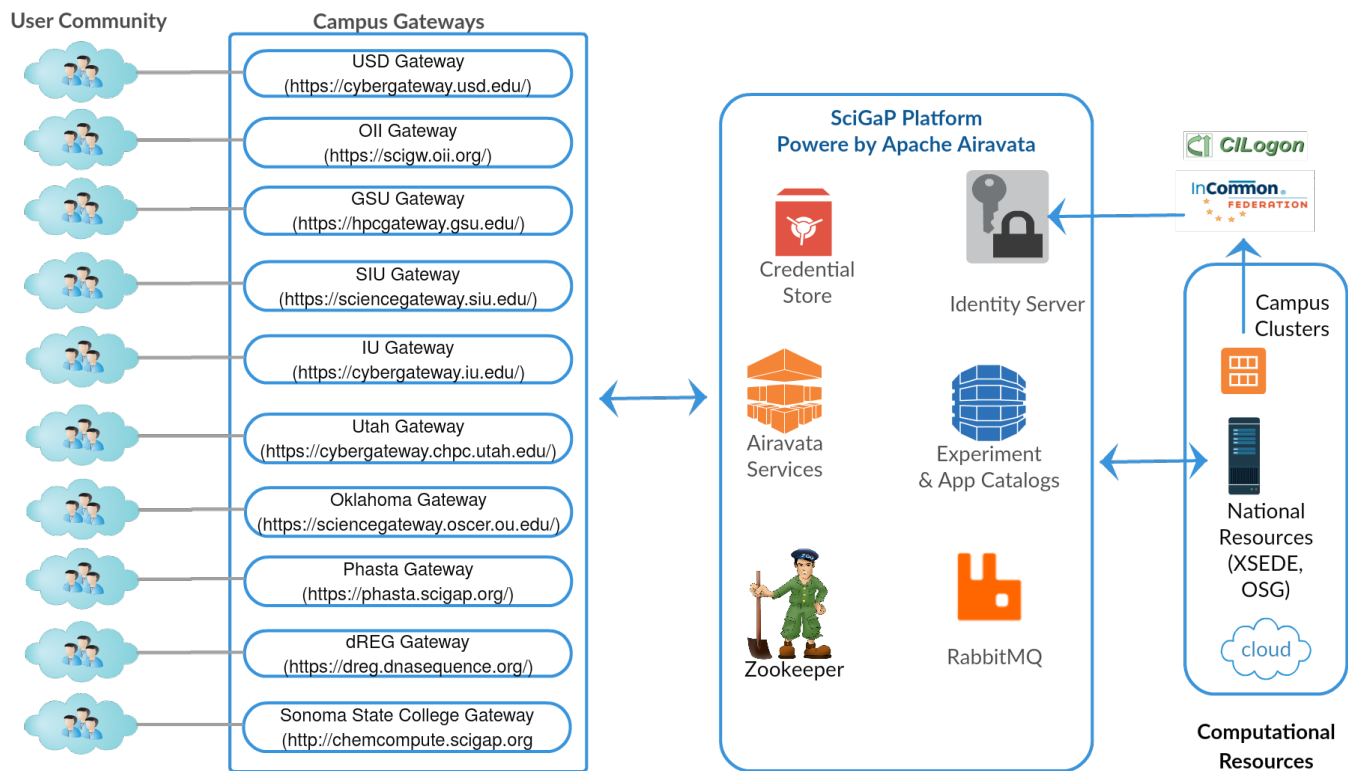 User Community
Campus Gateways
USD Gateway
(https://cybergateway.usd.edu/)
OII Gateway
(https://scigw.oii.org/)
GSU Gateway
(https://hpcgateway.gsu.edu/)
SIU Gateway
(https://sciencegateway.siu.edu/)
IU Gateway
(https://cybergateway.iu.edu/)
Utah Gateway
(https://cybergateway.chpc.utah.edu/)
Oklahoma Gateway
(https://sciencegateway.oscer.ou.edu/)
Phasta Gateway
(https://phasta.scigap.org/)
dREG Gateway
(https://dreg.dnasequence.org/)
Sonoma State College Gateway
(http://chemcompute.scigap.org
SciGaP Platform
Powere by Apache Airavata
Credential
Store
Identity Server
Airavata
Services
Experiment
& App Catalogs
ZOO
Zookeeper
RabbitMQ
CILogon
InCommon®
FEDERATION
Campus
Clusters
National
Resources
(XSEDE,
OSG)
cloud
Computational
Resources